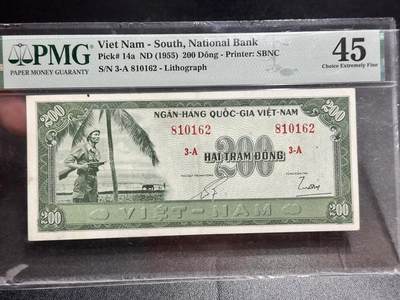 PMG
PAPER MONEY GUARANTY
Viet Nam - South, National Bank
Pick# 14a ND (1955) 200 Dông - Printer: SBNC
S/N 3-A 810162 - Lithograph
45
Choice Extremely Fine
200
NGÂN-HÀNG QUỐC-GIA VIỆT-NAM
810162 810162
3-A 200 3-A
HAI TRĂM ĐỒNG
200 VIỆT-NAM 200